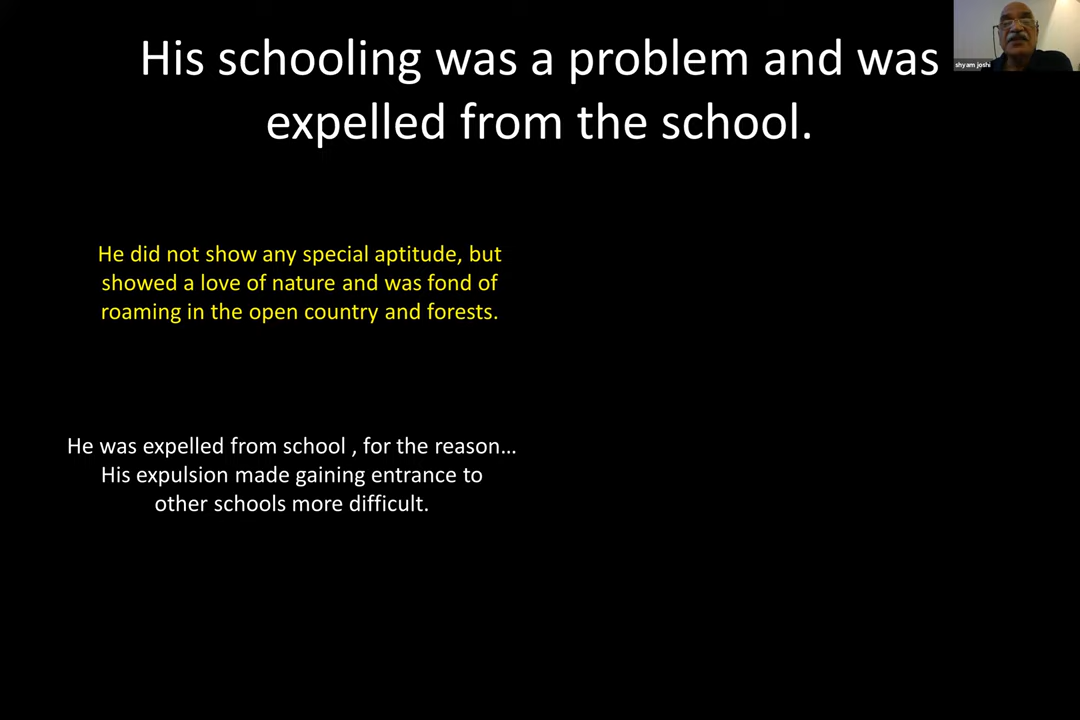 His schooling was a problem and was
expelled from the school.
shyam joshi
He did not show any special aptitude, but
showed a love of nature and was fond of
roaming in the open country and forests.
He was expelled from school , for the reason…
His expulsion made gaining entrance to
other schools more difficult.